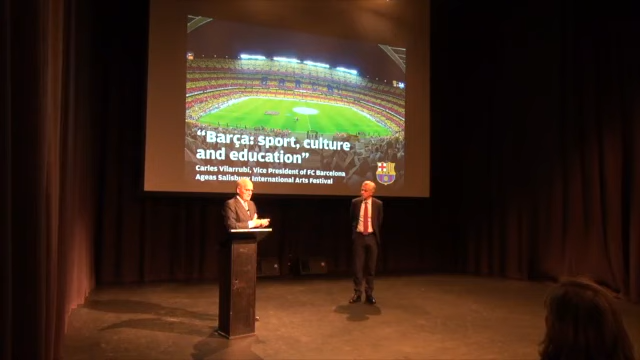 “Barça: sport, culture
and education”
Carles Vilarrubí, Vice President of FC Barcelona
Ageas Salisbury International Arts Festival